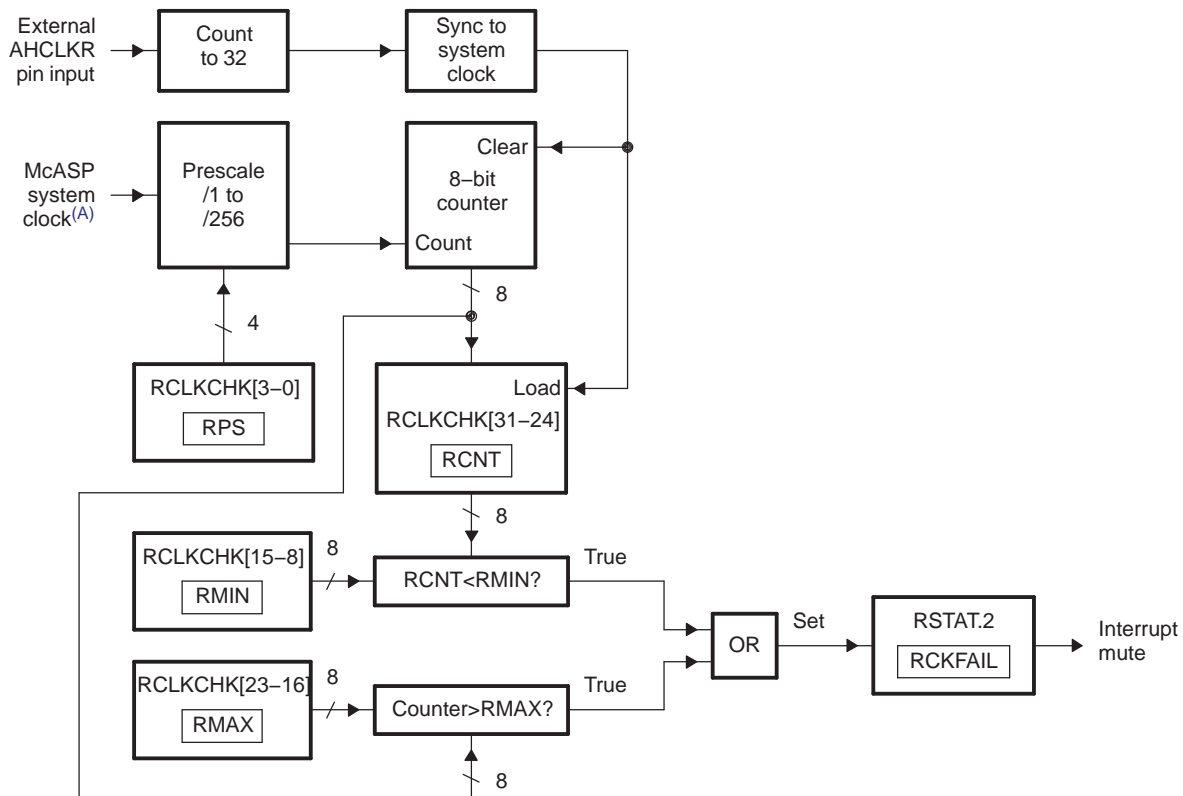 External
AHCLKR
pin input
Count
to 32
Sync to
system
clock
McASP
system
clock(A)
Prescale
/1 to
/256
Clear
8−bit
counter
Count
8
4
RCLKCHK[3−0]
RPS
Load
RCLKCHK[31−24]
RCNT
8
RCLKCHK[15−8]
RMIN
8
RCNT<RMIN?
True
RCLKCHK[23−16]
RMAX
8
Counter>RMAX?
True
8
OR
Set
RSTAT.2
RCKFAIL
Interrupt
mute